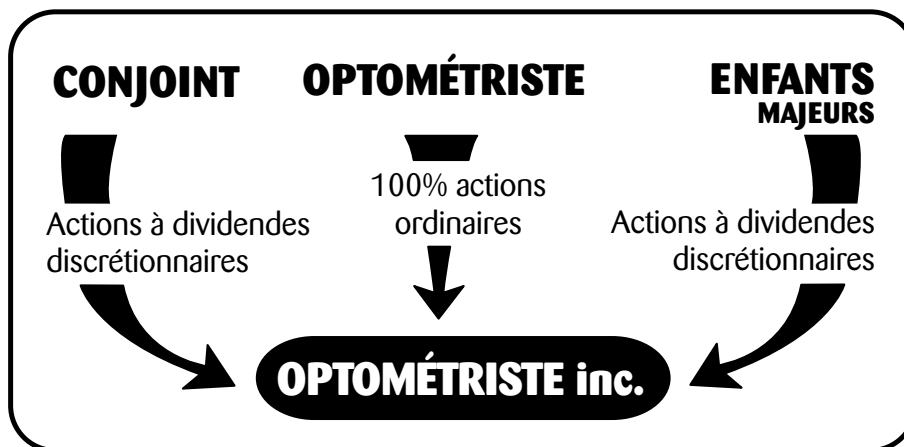 CONJOINT
OPTOMÉTRISTE
ENFANTS
MAJEURS
Actions à dividendes
discrétionnaires
100% actions
ordinaires
Actions à dividendes
discrétionnaires
OPTOMÉTRISTE inc.